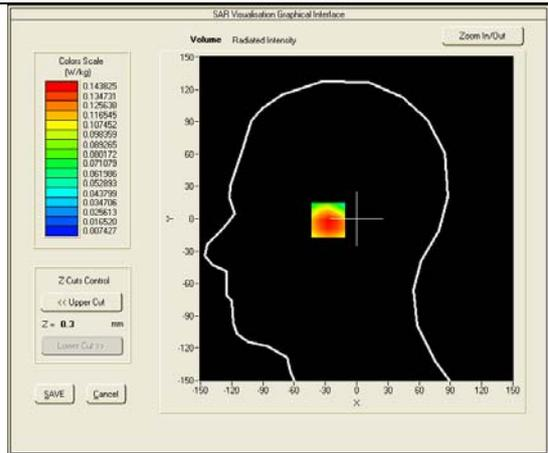 SAR Visualisation Graphical Interface
Volume Radiated Intensity
Zoom In/Out
Colors Scale
(W/kg)
0.143825
0.134731
0.125638
0.116545
0.107452
0.098359
0.089265
0.080172
0.071079
0.061986
0.052893
0.043799
0.034706
0.025613
0.016520
0.007427
Z Cuts Control
<< Upper Cut
Z = 0.3 mm
Lower Cut >>
SAVE Cancel
150
120
90
60
30
0
-30
-60
-90
-120
-150
Y
-150 -120 -90 -60 -30 0 30 60 90 120 150
X